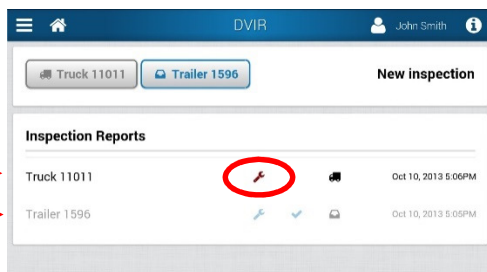 DVIR John Smith
Truck 11011 Trailer 1596 New inspection
Inspection Reports
Truck 11011 Oct 10, 2013 5:06PM
Trailer 1596 Oct 10, 2013 5:05PM